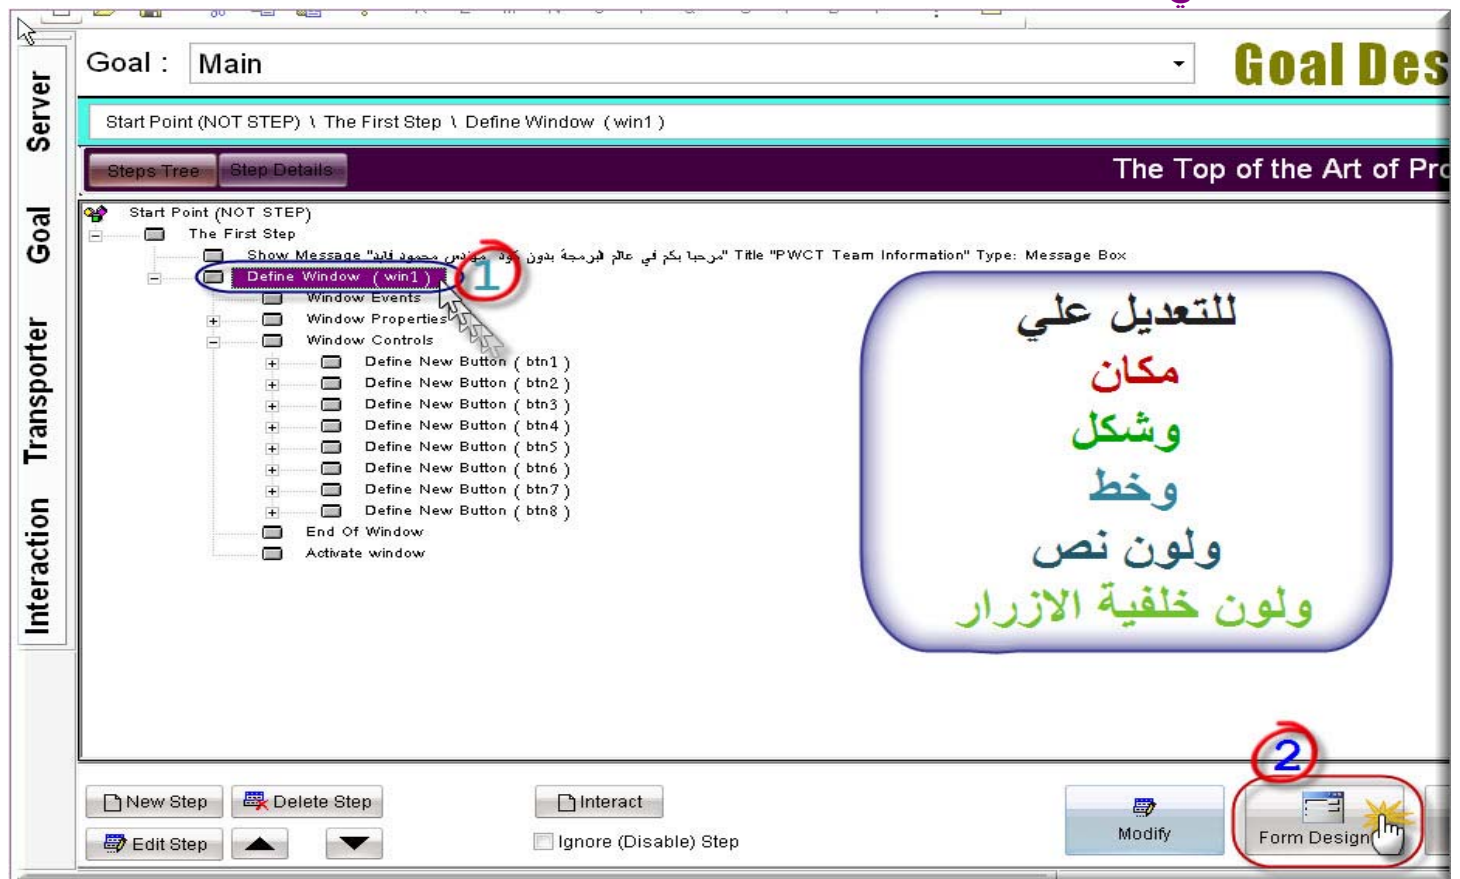 Goal : Main
Goal Des
Start Point (NOT STEP) \ The First Step \ Define Window ( win1 )
Steps Tree Step Details The Top of the Art of Pro
Server
Goal
Transporter
Interaction
Start Point (NOT STEP)
The First Step
Show Message "مرحبا بكم في عالم البرمجة بدون كود مهندس محمود فايد" Title "PWCT Team Information" Type: Message Box
Define Window ( win1 )
1
Window Events
Window Properties
Window Controls
Define New Button ( btn1 )
Define New Button ( btn2 )
Define New Button ( btn3 )
Define New Button ( btn4 )
Define New Button ( btn5 )
Define New Button ( btn6 )
Define New Button ( btn7 )
Define New Button ( btn8 )
End Of Window
Activate window
للتعديل علي
مكان
وشكل
وخط
ولون نص
ولون خلفية الازرار
2
New Step Delete Step Interact Modify Form Design
Edit Step Ignore (Disable) Step